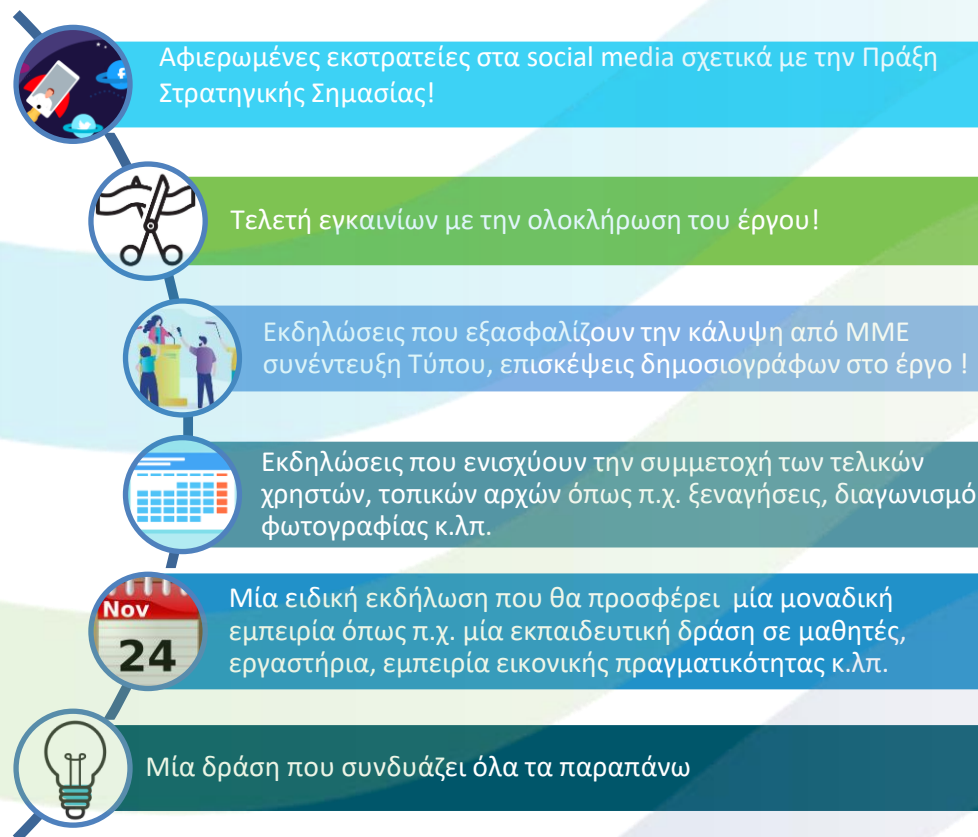 Αφιερωμένες εκστρατείες στα social media σχετικά με την Πράξη
Στρατηγικής Σημασίας!
Τελετή εγκαινίων με την ολοκλήρωση του έργου!
Εκδηλώσεις που εξασφαλίζουν την κάλυψη από ΜΜΕ
συνέντευξη Τύπου, επισκέψεις δημοσιογράφων στο έργο !
Εκδηλώσεις που ενισχύουν την συμμετοχή των τελικών
χρηστών, τοπικών αρχών όπως π.χ. ξεναγήσεις, διαγωνισμό
φωτογραφίας κ.λπ.
Nov
24
Μία ειδική εκδήλωση που θα προσφέρει μία μοναδική
εμπειρία όπως π.χ. μία εκπαιδευτική δράση σε μαθητές,
εργαστήρια, εμπειρία εικονικής πραγματικότητας κ.λπ.
Μία δράση που συνδυάζει όλα τα παραπάνω